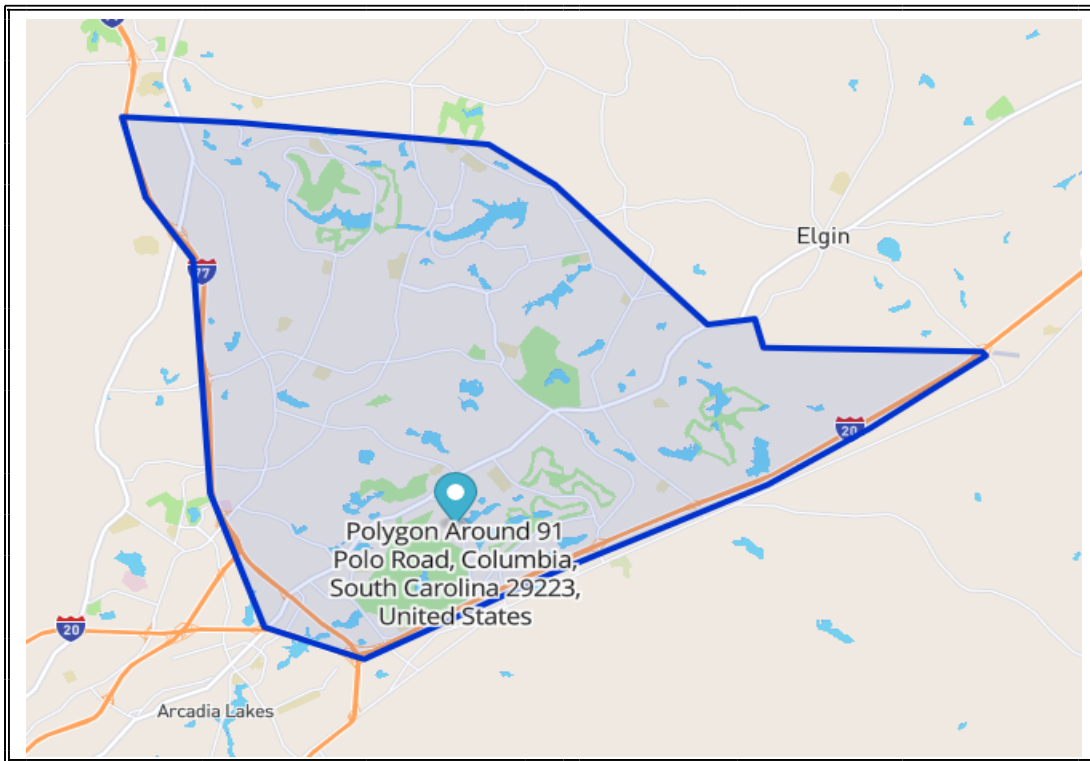 Elgin
77
20
Polygon Around 91
Polo Road, Columbia,
South Carolina 29223,
United States
20
Arcadia Lakes